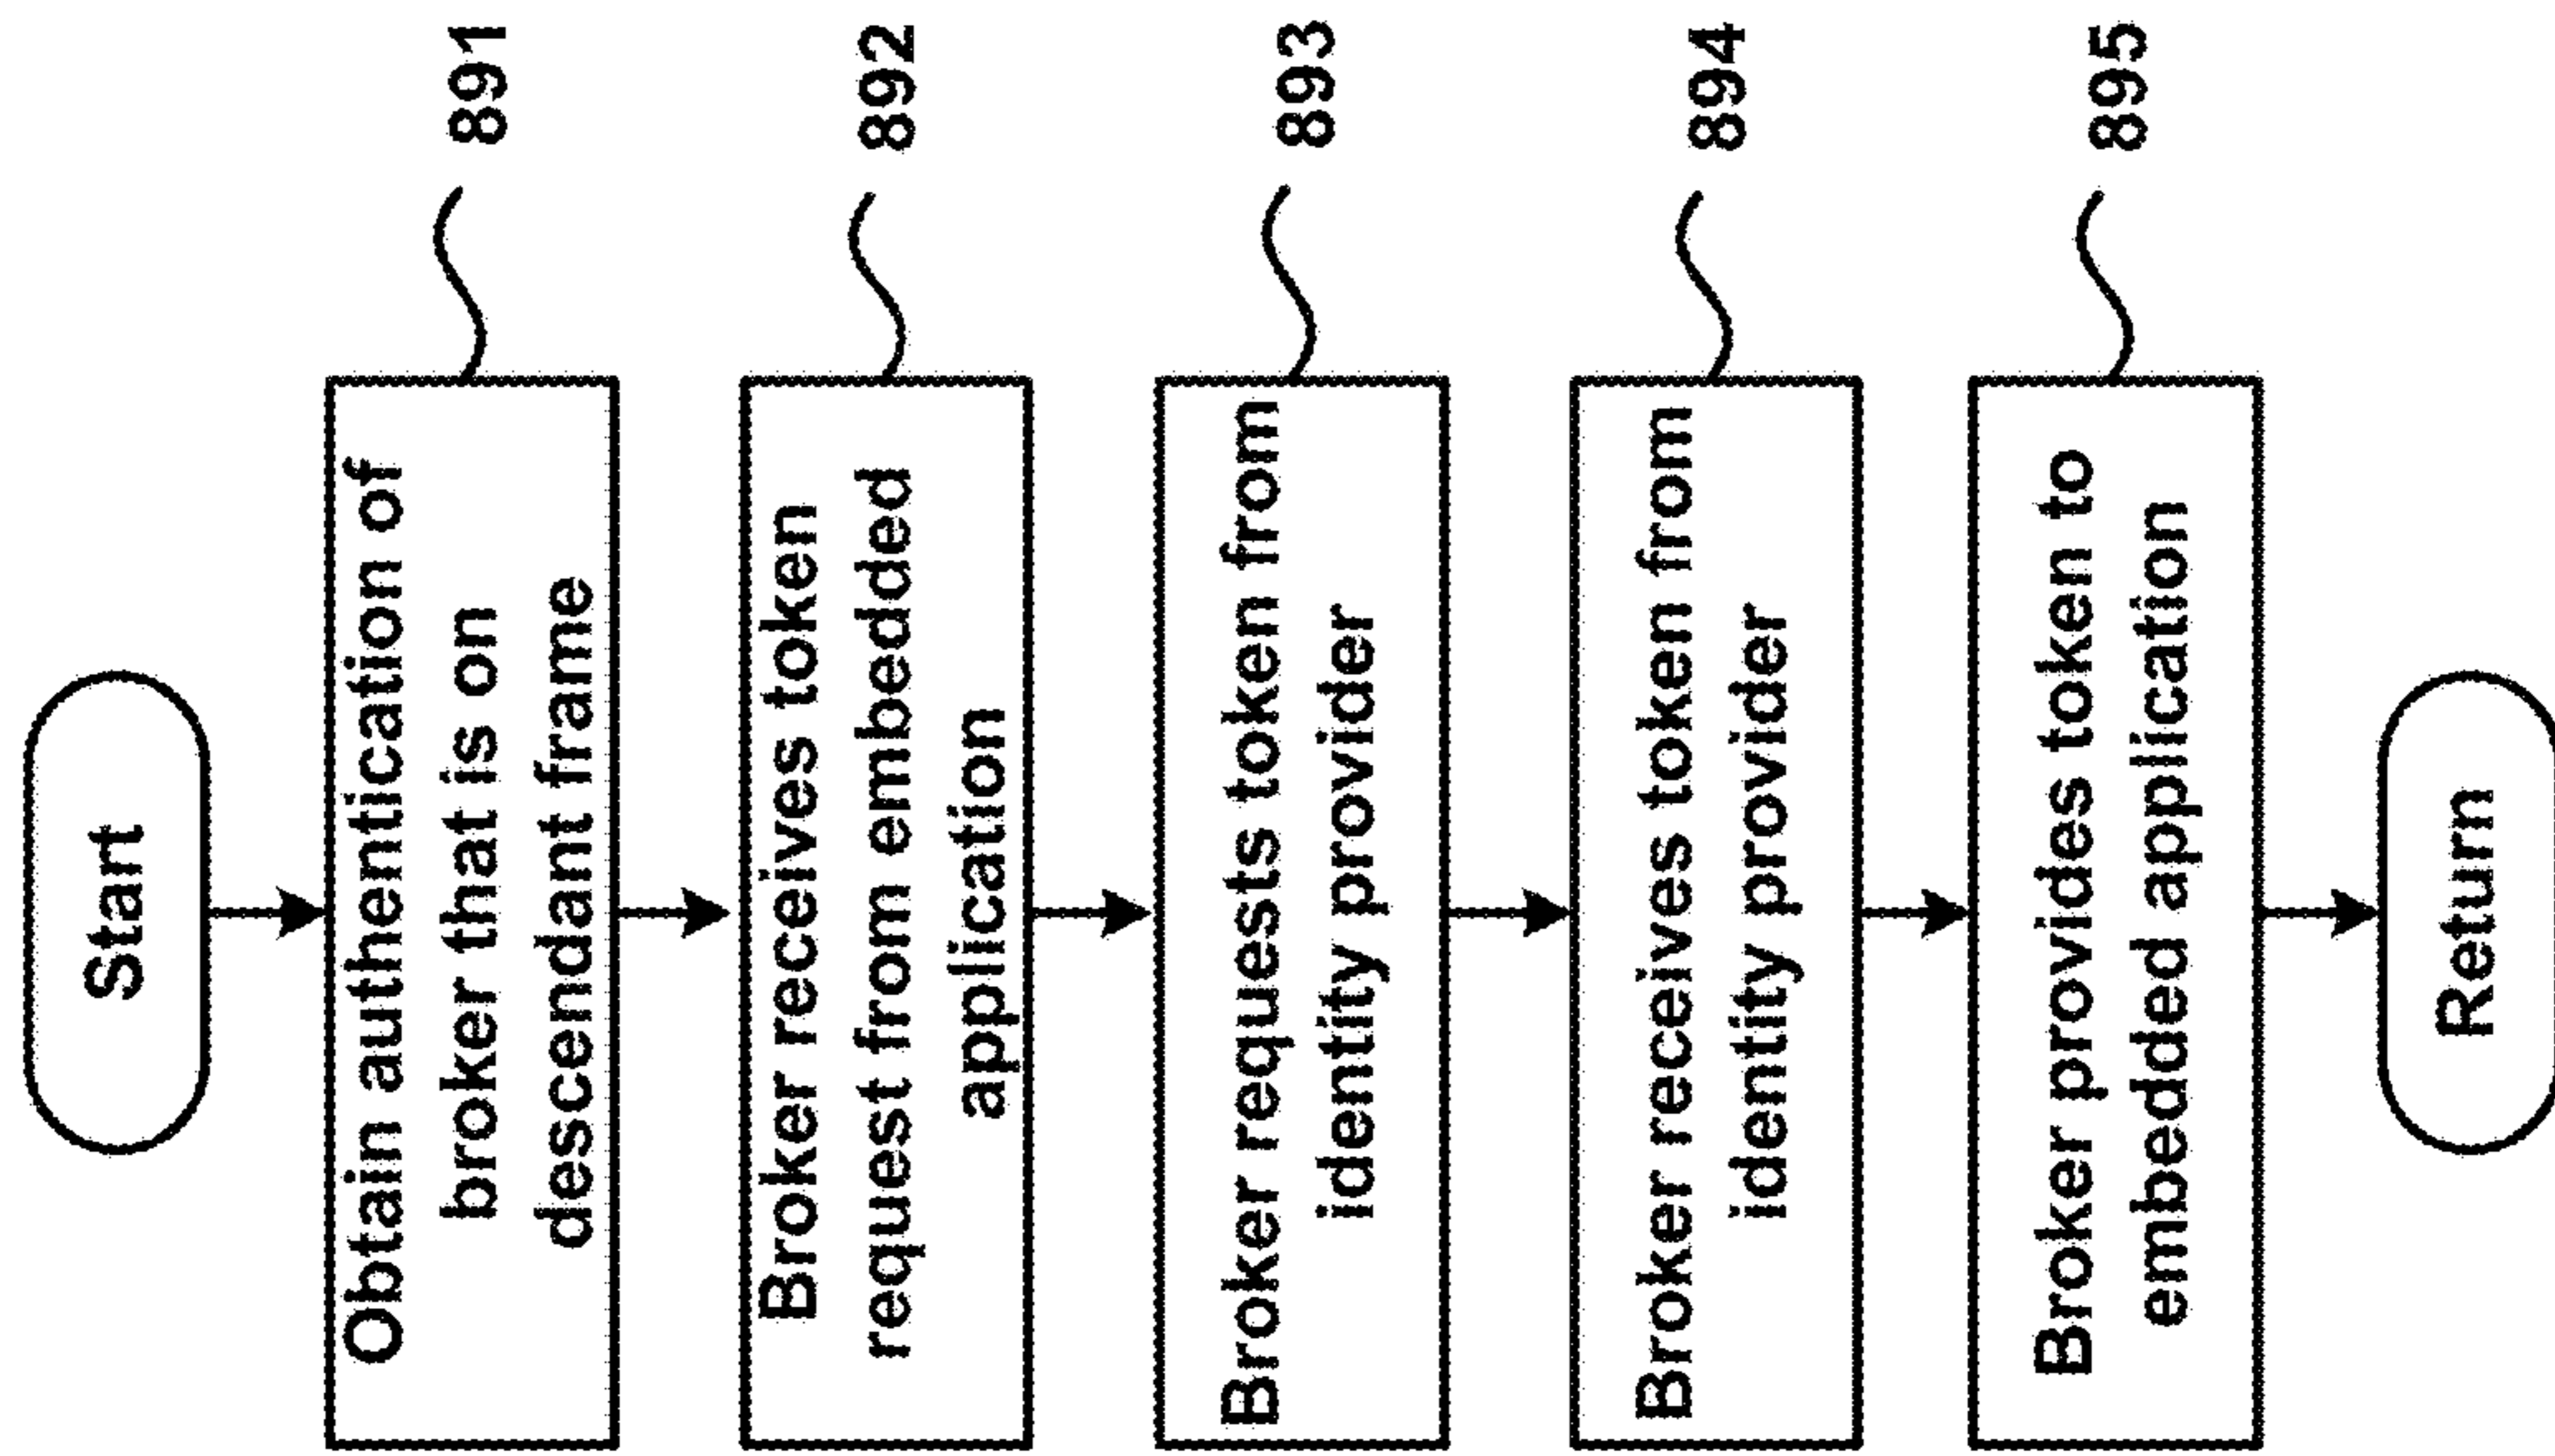 Start
Obtain authentication of
broker that is on
descendant frame
891
Broker receives token
request from embedded
application
892
Broker requests token from
identity provider
893
Broker receives token from
identity provider
894
Broker provides token to
embedded application
895
Return